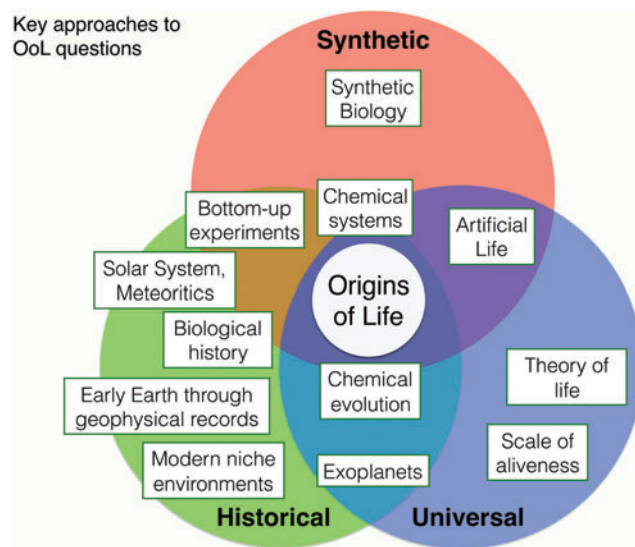 Key approaches to
OoL questions
Synthetic
Synthetic
Biology
Chemical
systems
Bottom-up
experiments
Artificial
Life
Solar System,
Meteoritics
Origins
of Life
Biological
history
Chemical
evolution
Theory of
life
Early Earth through
geophysical records
Scale of
aliveness
Modern niche
environments
Exoplanets
Historical
Universal